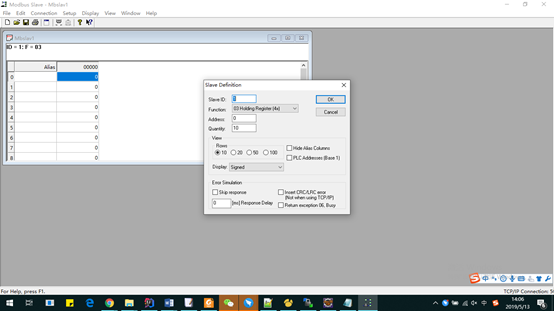 Modbus Slave - Mbslav1
File Edit Connection Setup Display View Window Help
Mbslav1
ID = 1: F = 03
Alias 00000
0 0
1 0
2 0
3 0
4 0
5 0
6 0
7 0
8 0
Slave Definition
Slave ID: 1
OK
Function: 03 Holding Register (4x)
Cancel
Address: 0
Quantity: 10
View
Rows
10 20 50 100
Hide Alias Columns
PLC Addresses (Base 1)
Display: Signed
Error Simulation
Skip response
Insert CRC/LRC error
(Not when using TCP/IP)
0 [ms] Response Delay
Return exception 06, Busy
For Help, press F1.
TCP/IP Connection: 5
中
14:06
2019/5/13